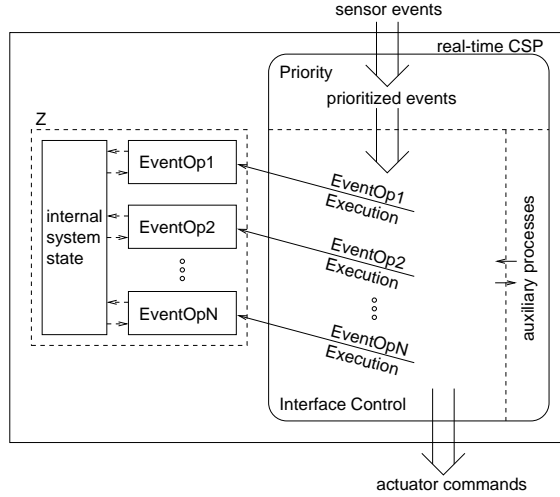 sensor events
real-time CSP
Priority
prioritized events
Z
internal
system
state
EventOp1
EventOp2
EventOpN
EventOp1
Execution
EventOp2
Execution
EventOpN
Execution
auxiliary processes
Interface Control
actuator commands